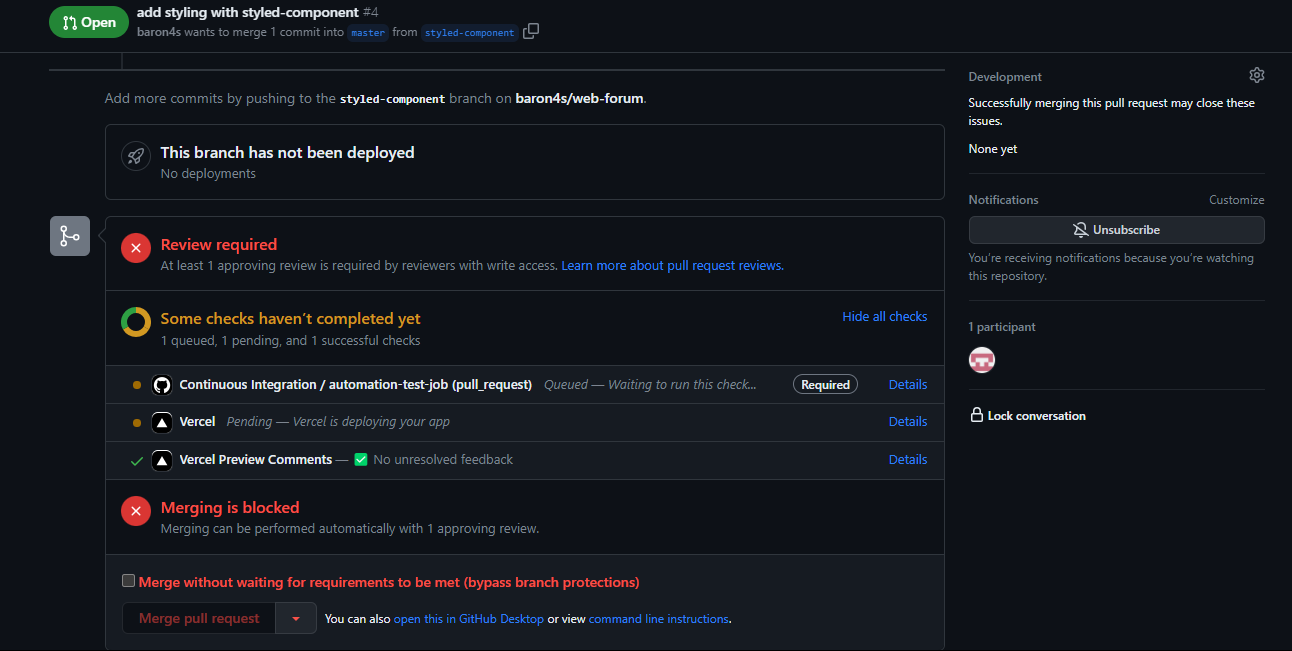 Open
add styling with styled-component #4
baron4s wants to merge 1 commit into master from styled-component
Add more commits by pushing to the styled-component branch on baron4s/web-forum.
This branch has not been deployed
No deployments
Review required
At least 1 approving review is required by reviewers with write access. Learn more about pull request reviews.
Some checks haven't completed yet
Hide all checks
1 queued, 1 pending, and 1 successful checks
Continuous Integration / automation-test-job (pull_request) Queued — Waiting to run this check... Required Details
Vercel Pending — Vercel is deploying your app Details
Vercel Preview Comments — ✅ No unresolved feedback Details
Merging is blocked
Merging can be performed automatically with 1 approving review.
Merge without waiting for requirements to be met (bypass branch protections)
Merge pull request
You can also open this in GitHub Desktop or view command line instructions.
Development
Successfully merging this pull request may close these
issues.
None yet
Notifications Customize
Unsubscribe
You're receiving notifications because you're watching
this repository.
1 participant
Lock conversation